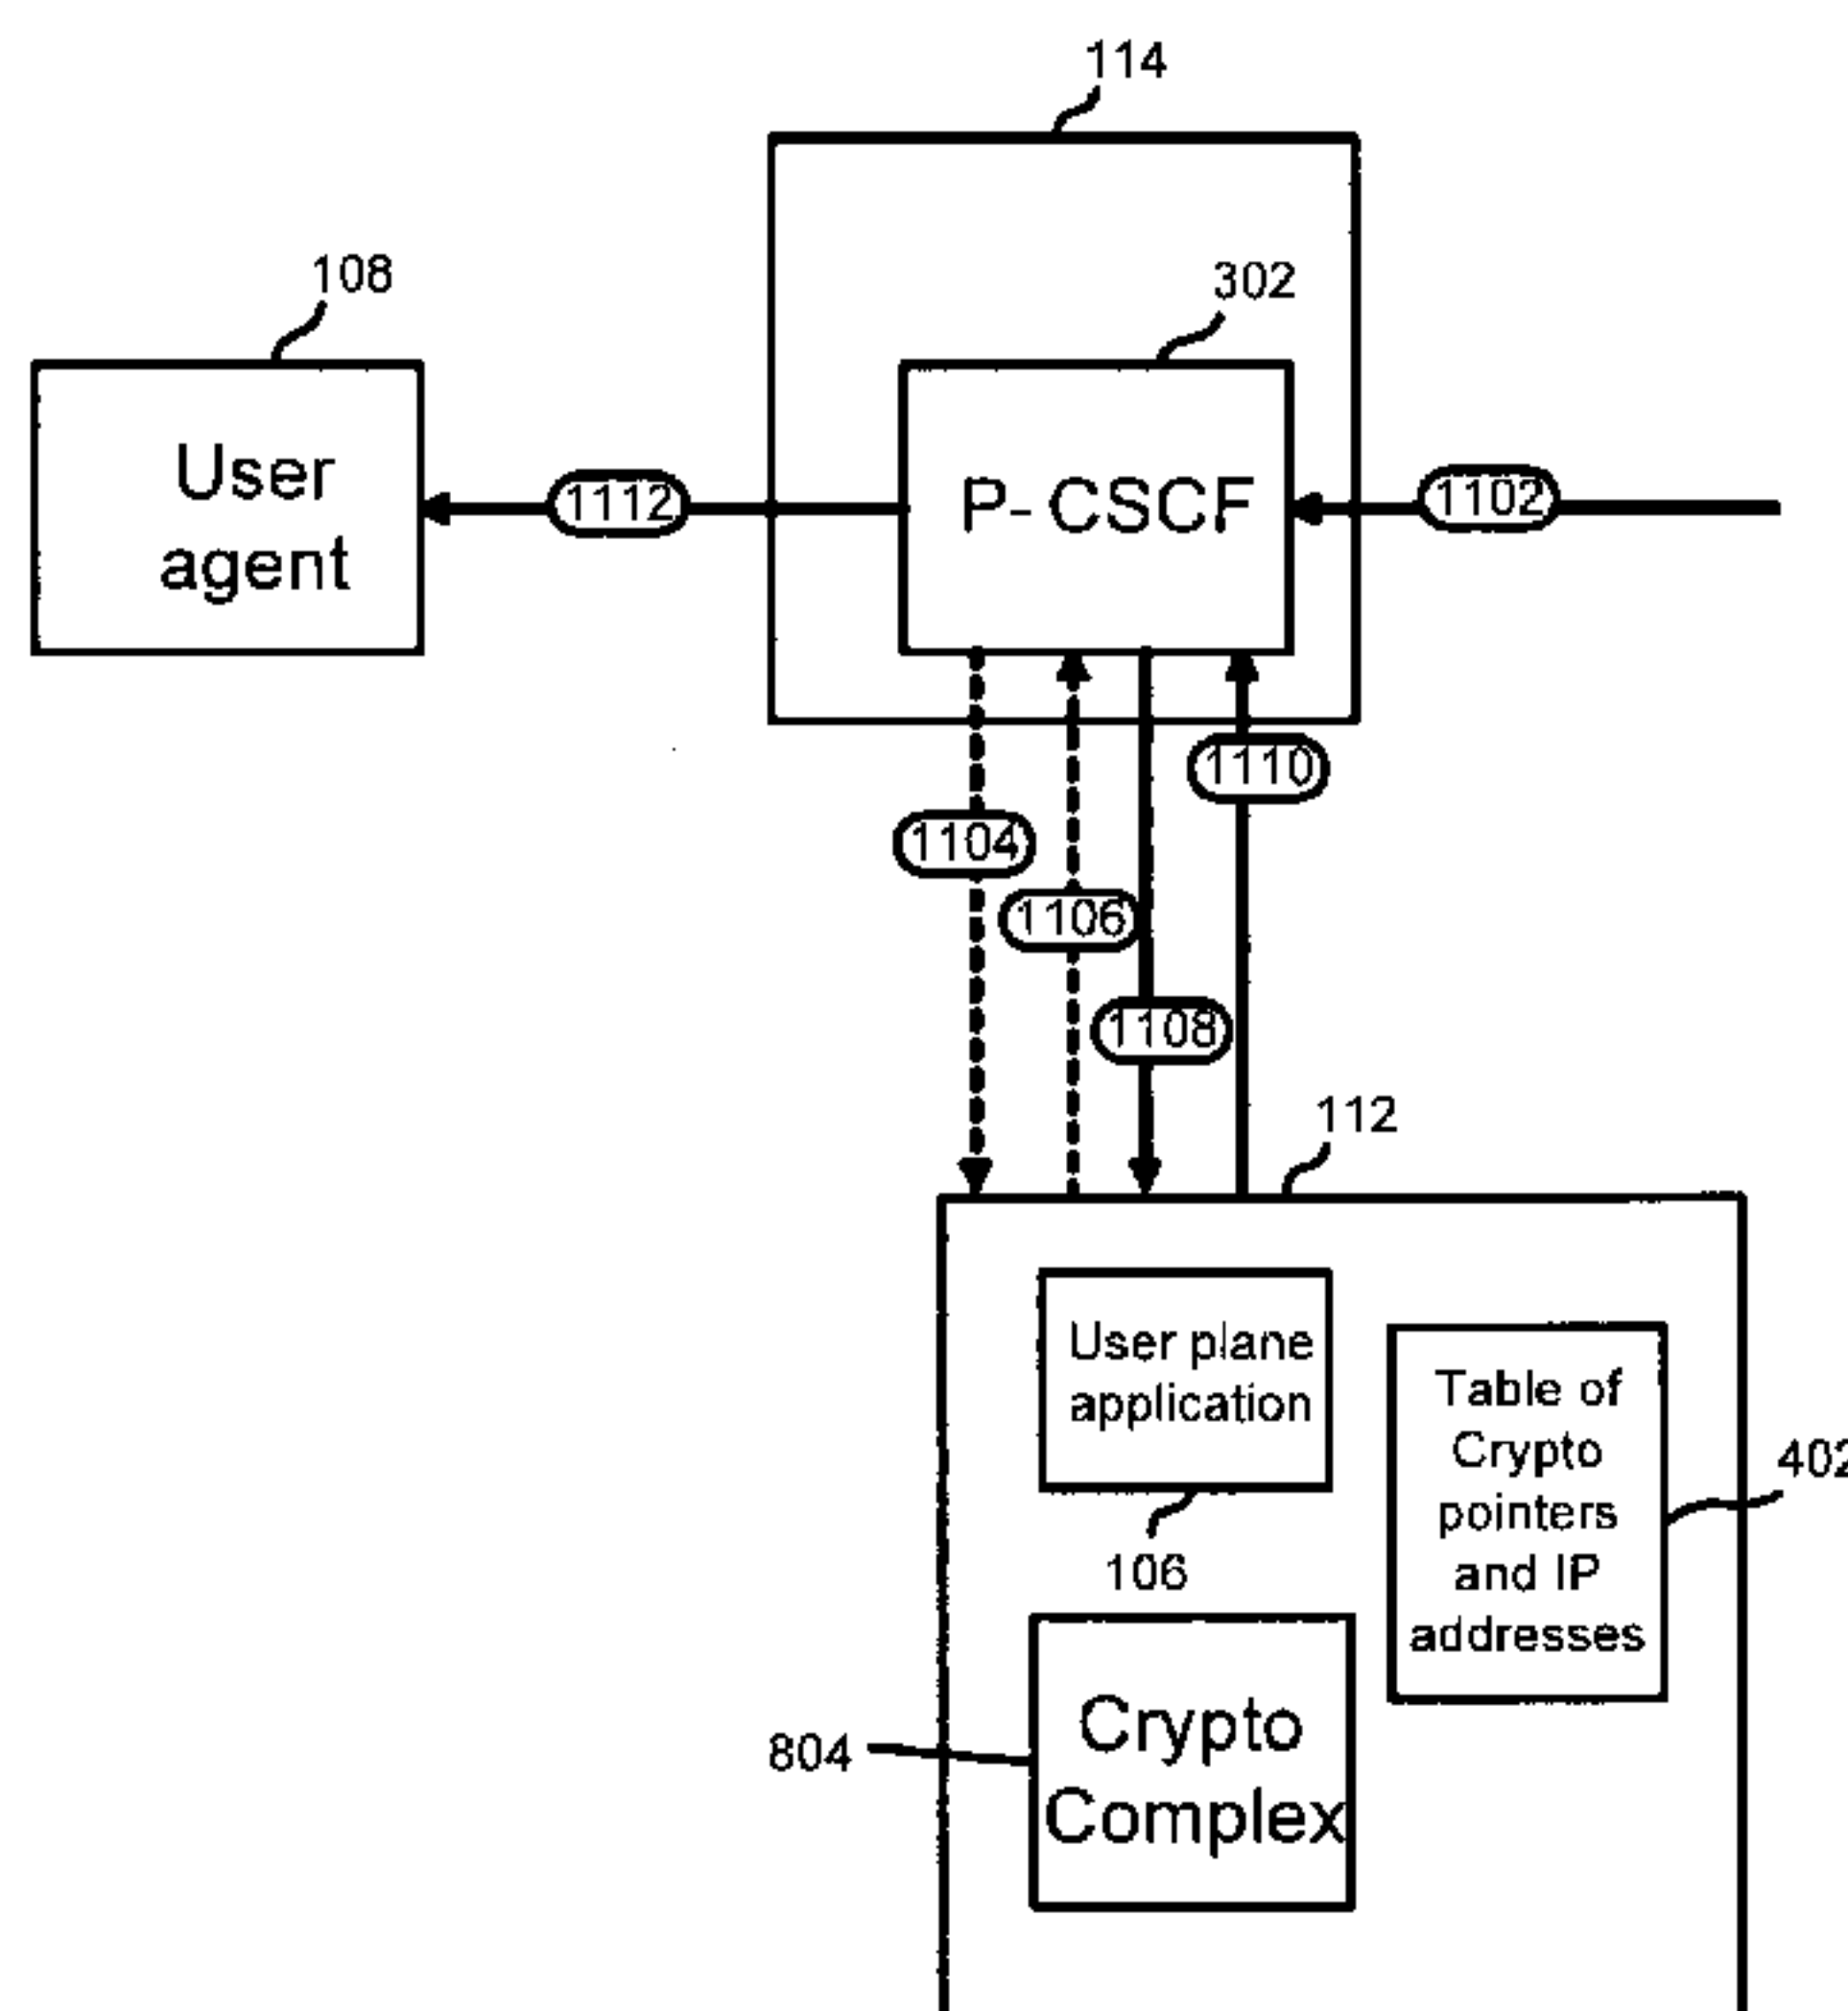 114
108
302
User
agent
1112
P-CSCF
1102
1110
1104
1106
1108
112
User plane
application
Table of
Crypto
pointers
and IP
addresses
402
106
Crypto
Complex
804